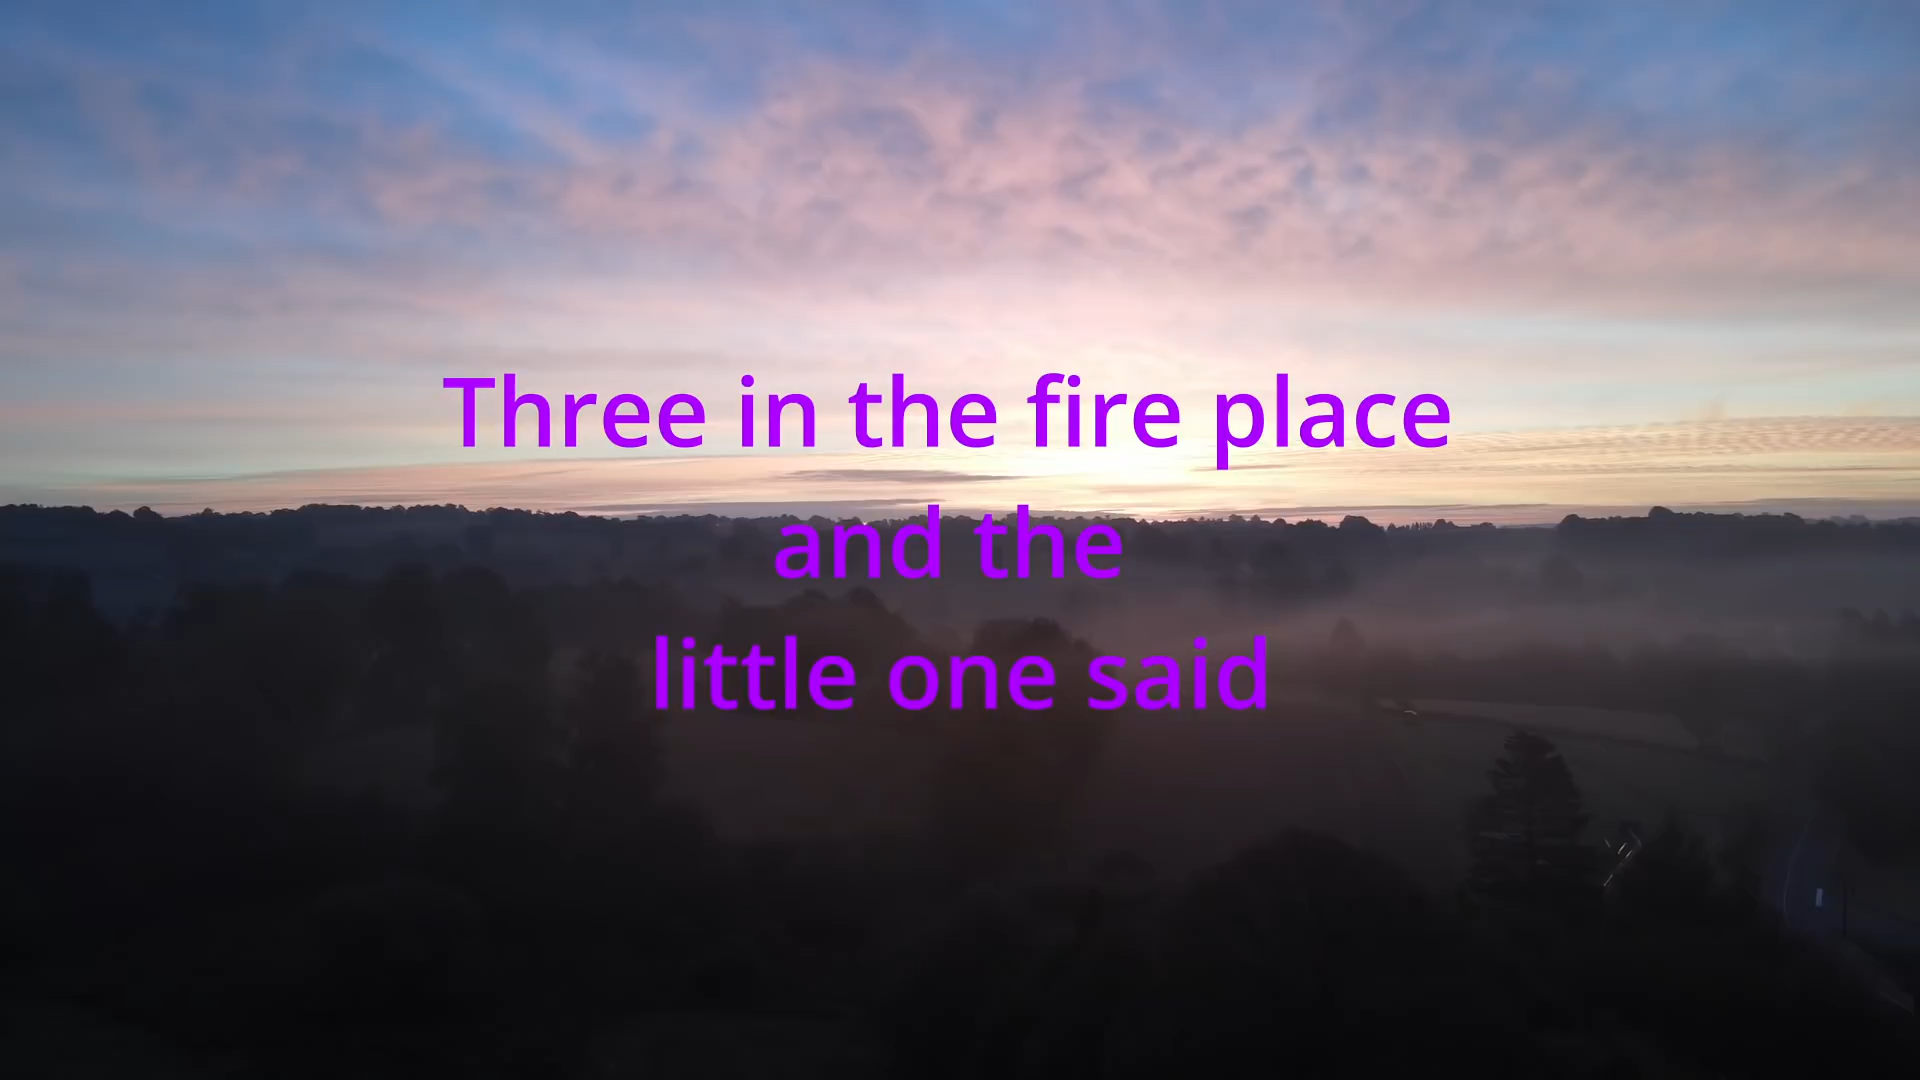 Three in the fire place
and the
little one said